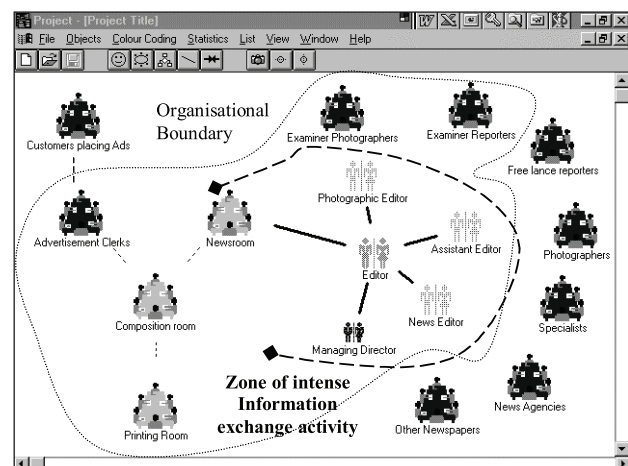 Project - [Project Title]
File Objects Colour Coding Statistics List View Window Help
Organisational
Boundary
Customers placing Ads
Examiner Photographers
Examiner Reporters
Free lance reporters
Photographic Editor
Advertisement Clerks
Newsroom
Assistant Editor
Photographers
Editor
News Editor
Composition room
Specialists
Managing Director
Zone of intense
Information
exchange activity
Printing Room
Other Newspapers
News Agencies